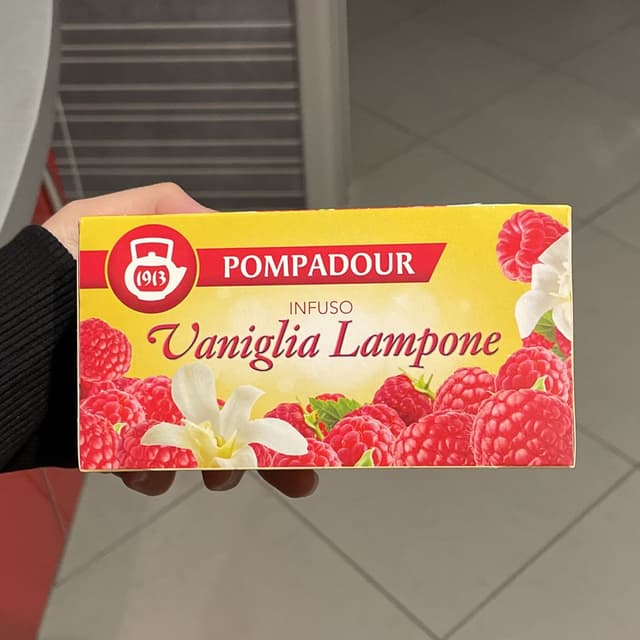 1913
POMPADOUR
INFUSO
Vaniglia Lampone